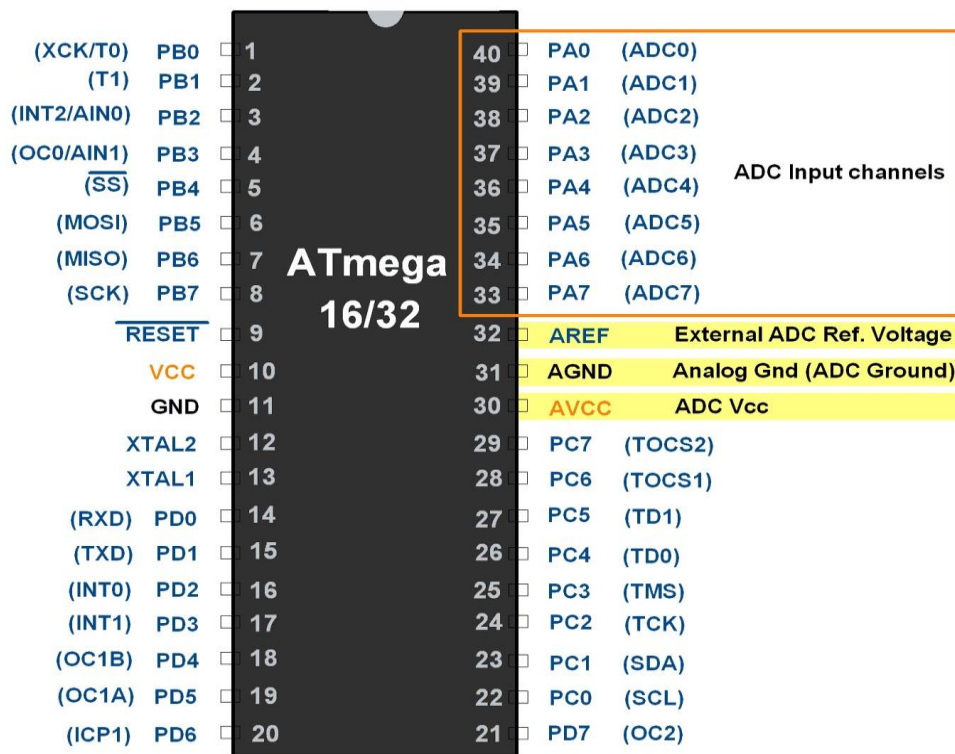 (XCK/T0) PB0 1 40 PA0 (ADC0)
(T1) PB1 2 39 PA1 (ADC1)
(INT2/AIN0) PB2 3 38 PA2 (ADC2)
(OC0/AIN1) PB3 4 37 PA3 (ADC3)
ADC Input channels
(SS) PB4 5 36 PA4 (ADC4)
(MOSI) PB5 6 35 PA5 (ADC5)
(MISO) PB6 7 34 PA6 (ADC6)
(SCK) PB7 8 33 PA7 (ADC7)
ATmega
16/32
RESET 9 32 AREF External ADC Ref. Voltage
VCC 10 31 AGND Analog Gnd (ADC Ground)
GND 11 30 AVCC ADC Vcc
XTAL2 12 29 PC7 (TOCS2)
XTAL1 13 28 PC6 (TOCS1)
(RXD) PD0 14 27 PC5 (TD1)
(TXD) PD1 15 26 PC4 (TD0)
(INT0) PD2 16 25 PC3 (TMS)
(INT1) PD3 17 24 PC2 (TCK)
(OC1B) PD4 18 23 PC1 (SDA)
(OC1A) PD5 19 22 PC0 (SCL)
(ICP1) PD6 20 21 PD7 (OC2)